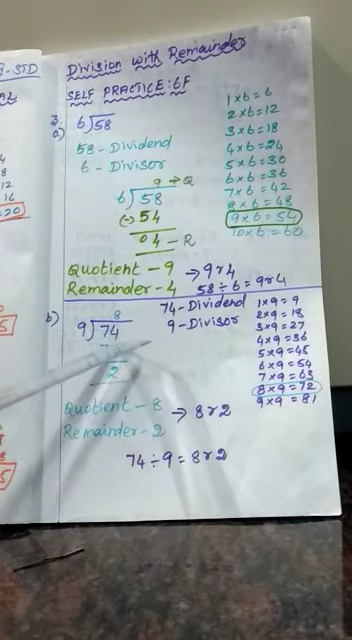 9-STD
Division with Remainder
SELF PRACTICE: 6F
3.
a) 6)58
58 - Dividend
6 - Divisor
9 → Q
6)58
(-) 54
04 - R
1×6=6
2×6=12
3×6=18
4×6=24
5×6=30
6×6=36
7×6=42
8×6=48
9×6=54
10×6=60
Quotient - 9 → 9r4
Remainder - 4 58÷6=9r4
b) 8
9)74
2
74 - Dividend
9 - Divisor
1×9=9
2×9=18
3×9=27
4×9=36
5×9=45
6×9=54
7×9=63
8×9=72
9×9=81
Quotient - 8 → 8r2
Remainder - 2
74÷9=8r2
12
16
=20